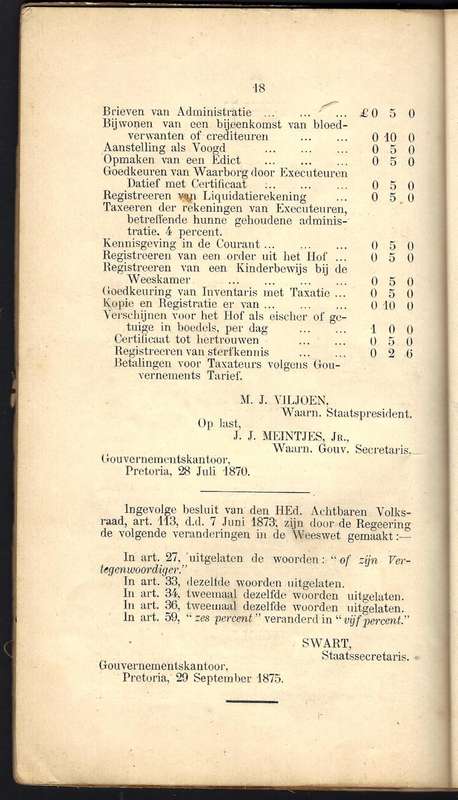 18
Brieven van Administratie ... ... ... £0 5 0
Bijwonen van een bijeenkomst van bloed-
verwanten of crediteuren ... ... 0 10 0
Aanstelling als Voogd ... ... ... 0 5 0
Opmaken van een Edict ... ... ... 0 5 0
Goedkeuren van Waarborg door Executeuren
Datief met Certificaat ... ... ... 0 5 0
Registreeren van Liquidatierekening ... 0 5 0
Taxeeren der rekeningen van Executeuren,
betreffende hunne gehoudene adminis-
tratie. 4 percent.
Kennisgeving in de Courant ... ... ... 0 5 0
Registreeren van een order uit het Hof ... 0 5 0
Registreeren van een Kinderbewijs bij de
Weeskamer ... ... ... ... 0 5 0
Goedkeuring van Inventaris met Taxatie ... 0 5 0
Kopie en Registratie er van ... ... ... 0 10 0
Verschijnen voor het Hof als eischer of ge-
tuige in boedels, per dag ... ... 1 0 0
Certificaat tot hertrouwen ... ... 0 5 0
Registreeren van sterfkennis ... ... 0 2 6
Betalingen voor Taxateurs volgens Gou-
vernements Tarief.
M. J. VILJOEN,
Waarn. Staatspresident.
Op last,
J. J. MEINTJES, JR.,
Waarn. Gouv. Secretaris.
Gouvernementskantoor,
Pretoria, 28 Juli 1870.
Ingevolge besluit van den HEd. Achtbaren Volks-
raad, art. 113, d.d. 7 Juni 1873, zijn door de Regeering
de volgende veranderingen in de Weeswet gemaakt:—
In art. 27, uitgelaten de woorden: "of zijn Ver-
tegenwoordiger."
In art. 33, dezelfde woorden uitgelaten.
In art. 34, tweemaal dezelfde woorden uitgelaten.
In art. 36, tweemaal dezelfde woorden uitgelaten.
In art. 59, "zes percent" veranderd in "vijf percent."
SWART,
Staatssecretaris.
Gouvernementskantoor,
Pretoria, 29 September 1875.